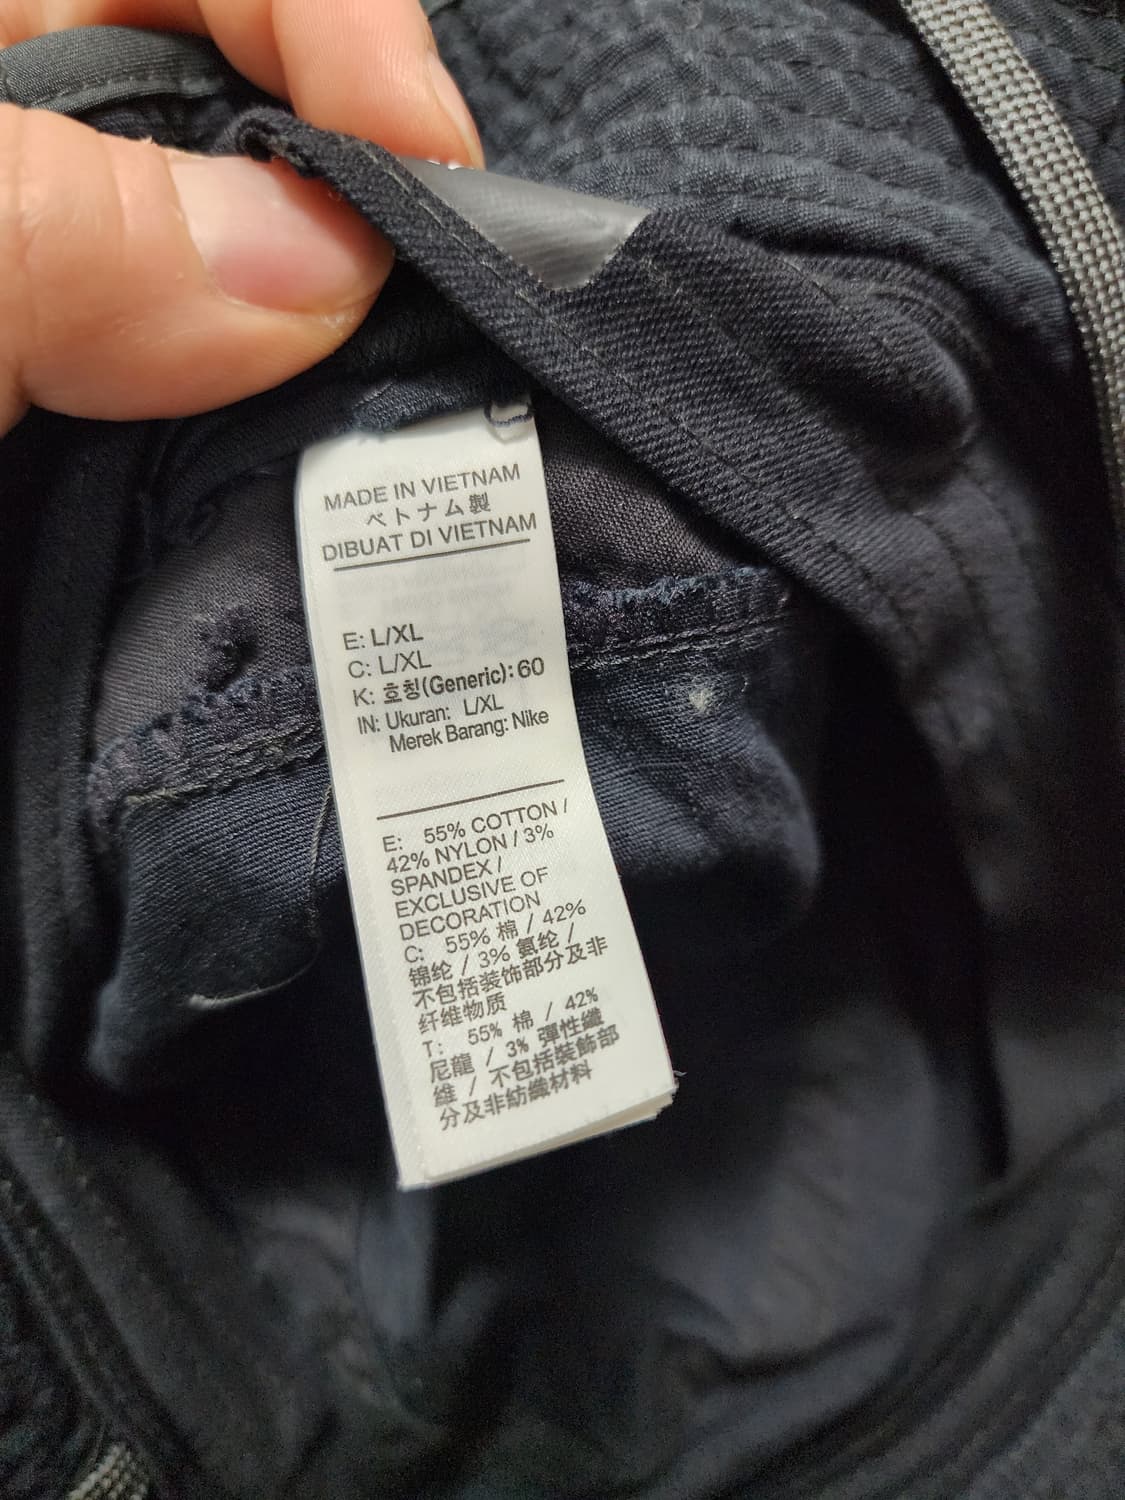 MADE IN VIETNAM
ベトナム製
DIBUAT DI VIETNAM
E: L/XL
C: L/XL
K: 호칭(Generic): 60
IN: Ukuran: L/XL
Merek Barang: Nike
E: 55% COTTON /
42% NYLON / 3%
SPANDEX /
EXCLUSIVE OF
DECORATION
C: 55% 棉 / 42%
锦纶 / 3% 氨纶 /
不包括装饰部分及非
纤维物质
T: 55% 棉 / 42%
尼龍 / 3% 彈性纖
維 / 不包括裝飾部
分及非紡織材料